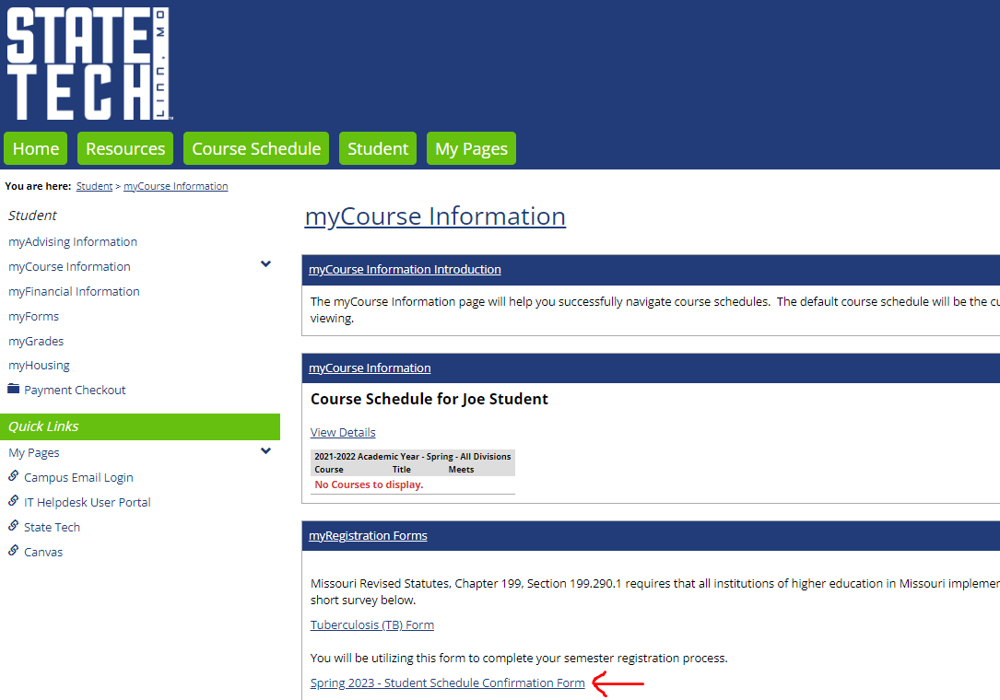 STATE
TECH
Linn. MO
Home
Resources
Course Schedule
Student
My Pages
You are here: Student > myCourse Information
Student
myAdvising Information
myCourse Information
myFinancial Information
myForms
myGrades
myHousing
Payment Checkout
Quick Links
My Pages
Campus Email Login
IT Helpdesk User Portal
State Tech
Canvas
myCourse Information
myCourse Information Introduction
The myCourse Information page will help you successfully navigate course schedules. The default course schedule will be the cu
viewing.
myCourse Information
Course Schedule for Joe Student
View Details
2021-2022 Academic Year - Spring - All Divisions
Course Title Meets
No Courses to display.
myRegistration Forms
Missouri Revised Statutes, Chapter 199, Section 199.290.1 requires that all institutions of higher education in Missouri implemen
short survey below.
Tuberculosis (TB) Form
You will be utilizing this form to complete your semester registration process.
Spring 2023 - Student Schedule Confirmation Form